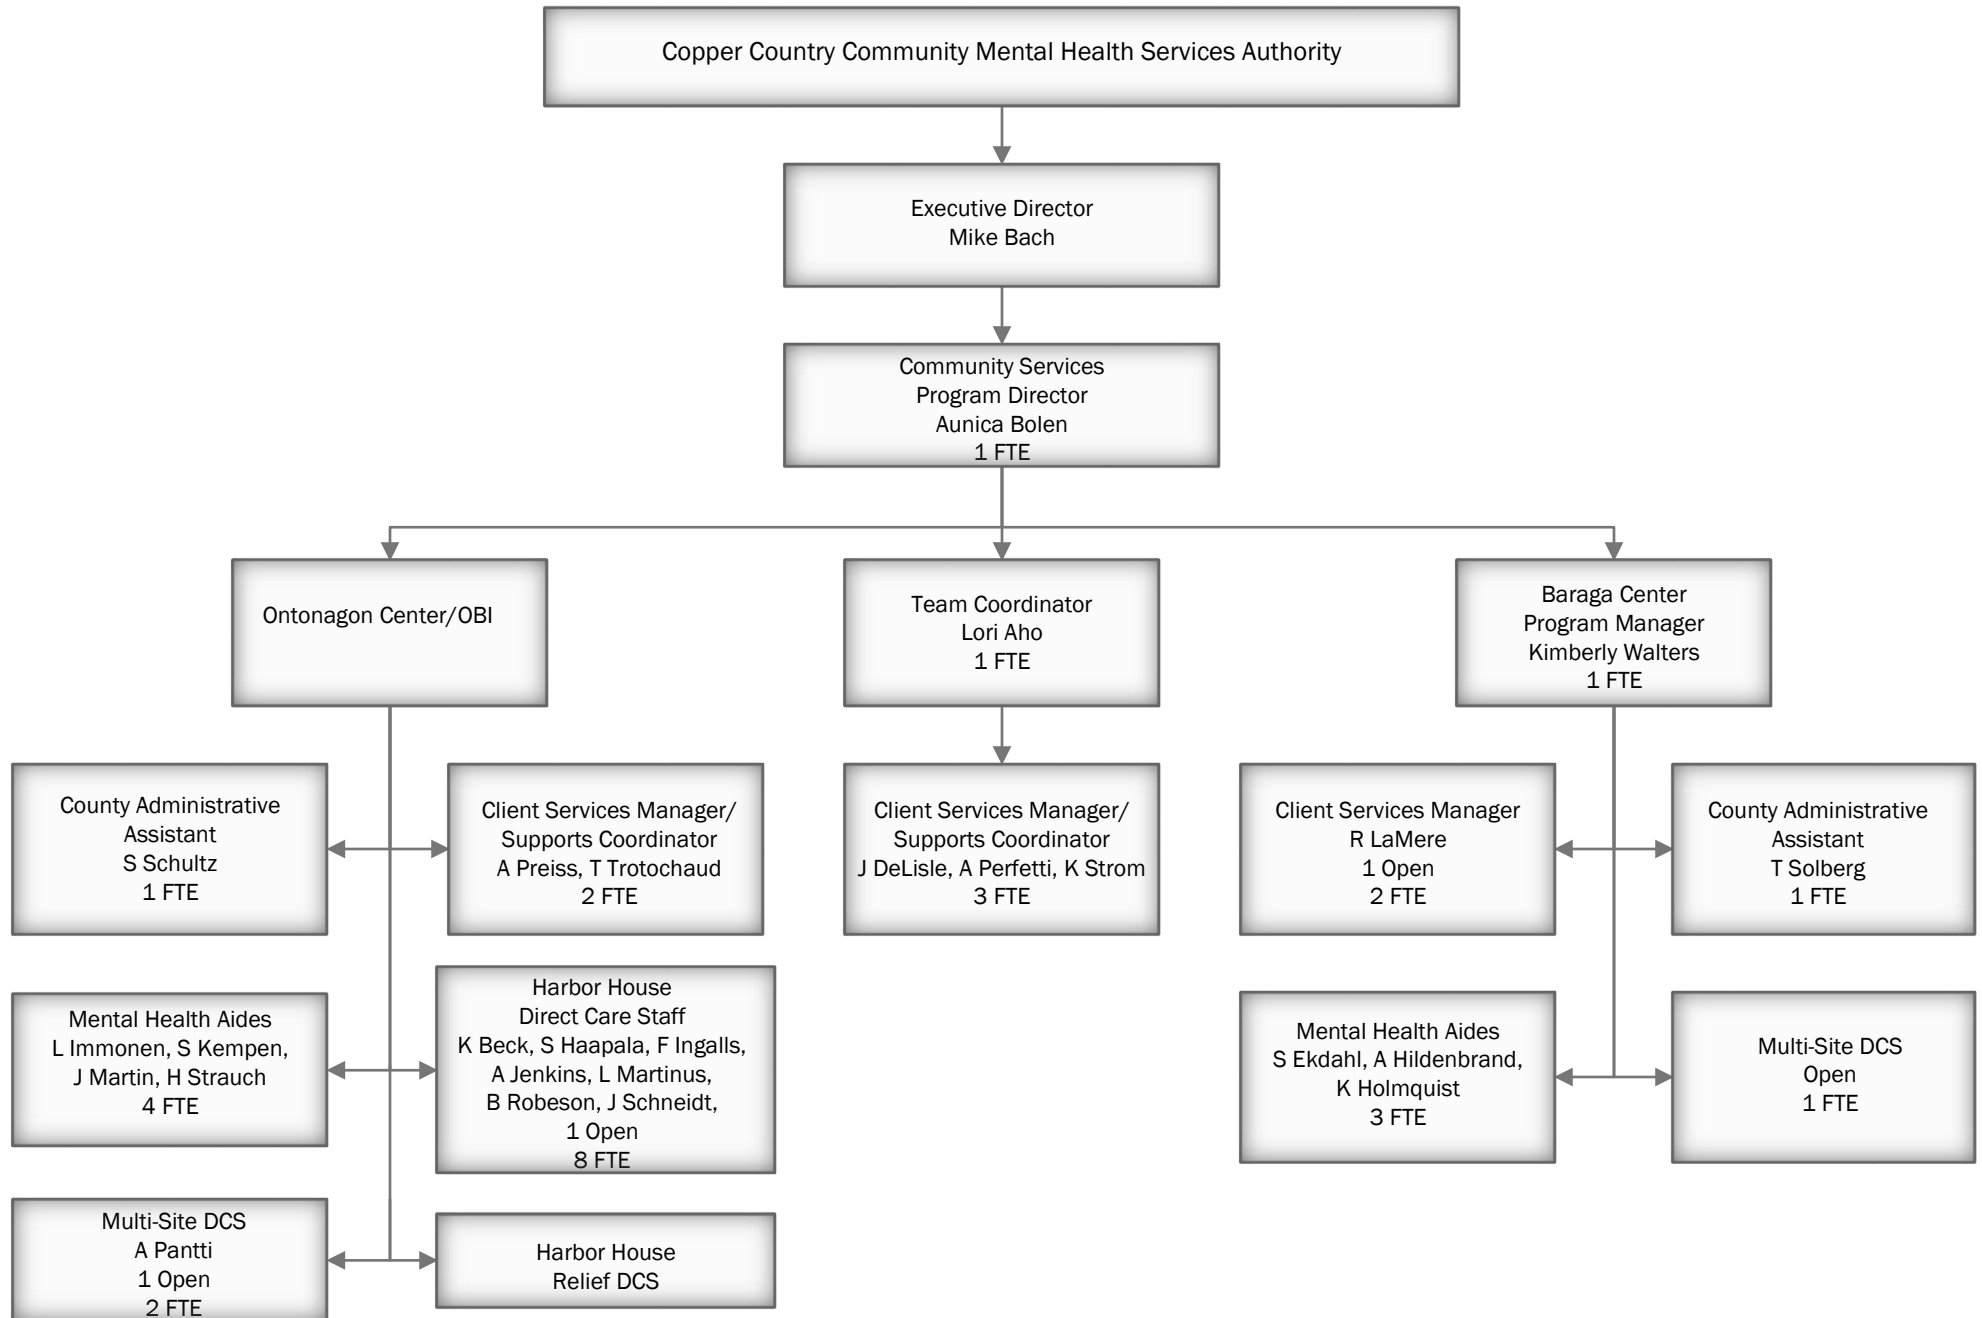 Copper Country Community Mental Health Services Authority
Executive Director
Mike Bach
Community Services
Program Director
Aunica Bolen
1 FTE
Ontonagon Center/OBI
Team Coordinator
Lori Aho
1 FTE
Baraga Center
Program Manager
Kimberly Walters
1 FTE
County Administrative
Assistant
S Schultz
1 FTE
Client Services Manager/
Supports Coordinator
A Preiss, T Trotochaud
2 FTE
Client Services Manager/
Supports Coordinator
J DeLisle, A Perfetti, K Strom
3 FTE
Client Services Manager
R LaMere
1 Open
2 FTE
County Administrative
Assistant
T Solberg
1 FTE
Mental Health Aides
L Immonen, S Kempen,
J Martin, H Strauch
4 FTE
Harbor House
Direct Care Staff
K Beck, S Haapala, F Ingalls,
A Jenkins, L Martinus,
B Robeson, J Schneidt,
1 Open
8 FTE
Mental Health Aides
S Ekdahl, A Hildenbrand,
K Holmquist
3 FTE
Multi-Site DCS
Open
1 FTE
Multi-Site DCS
A Pantti
1 Open
2 FTE
Harbor House
Relief DCS